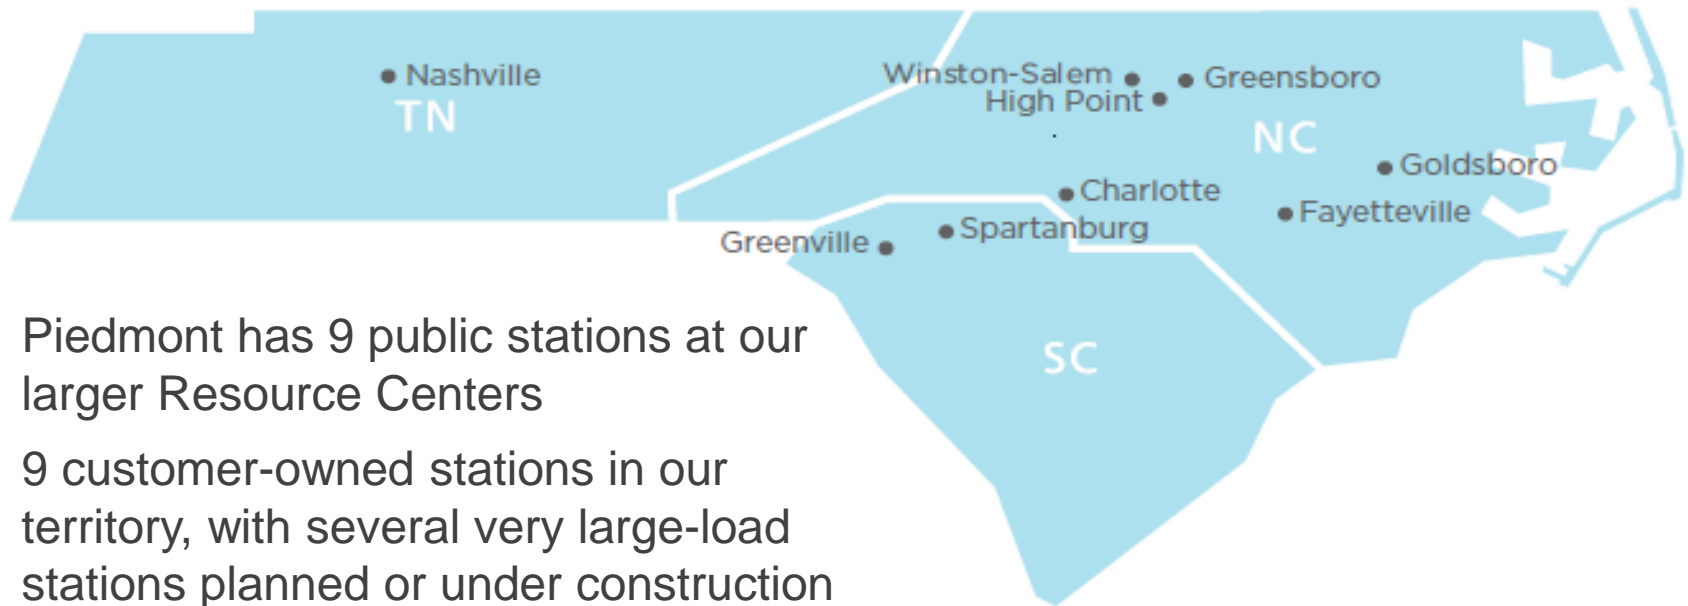 Nashville
TN
Winston-Salem
Greensboro
High Point
NC
Goldsboro
Charlotte
Fayetteville
Spartanburg
Greenville
SC
Piedmont has 9 public stations at our
larger Resource Centers
9 customer-owned stations in our
territory, with several very large-load
stations planned or under construction